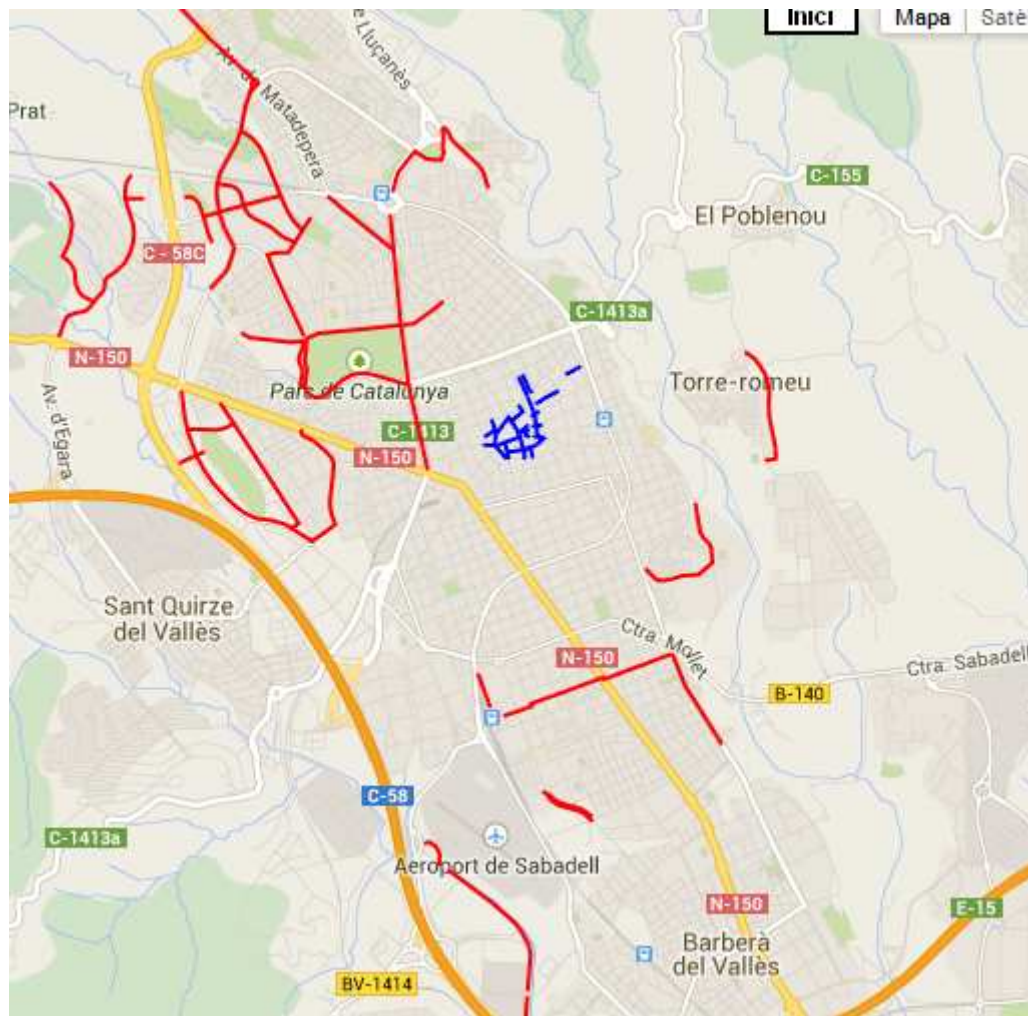 Inici
Mapa
Satè
Av. de Matadepera
e Lluçanès
Prat
C-155
El Poblenou
C - 58C
C-1413a
N-150
Parc de Catalunya
Torre-romeu
C-1413
N-150
Av. d'Egara
Sant Quirze
del Vallès
Ctra. Mollet
N-150
Ctra. Sabadell
B-140
C-58
C-1413a
Aeroport de Sabadell
N-150
E-15
Barberà
del Vallès
BV-1414